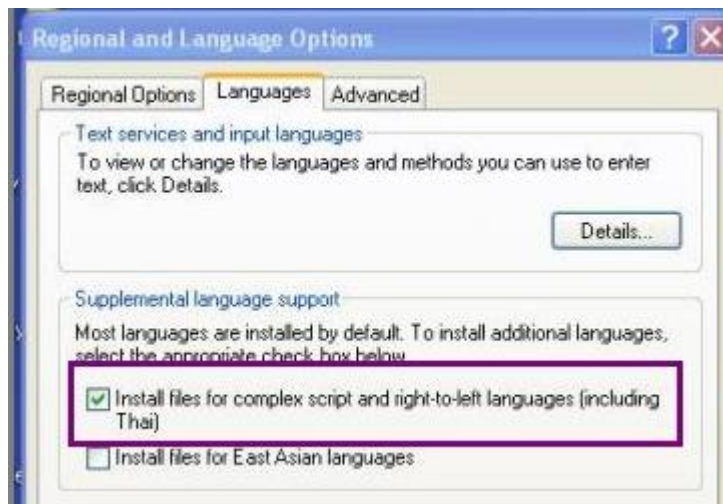 Regional and Language Options
Regional Options Languages Advanced
Text services and input languages
To view or change the languages and methods you can use to enter
text, click Details.
Details...
Supplemental language support
Most languages are installed by default. To install additional languages,
select the appropriate check box below.
Install files for complex script and right-to-left languages (including
Thai)
Install files for East Asian languages